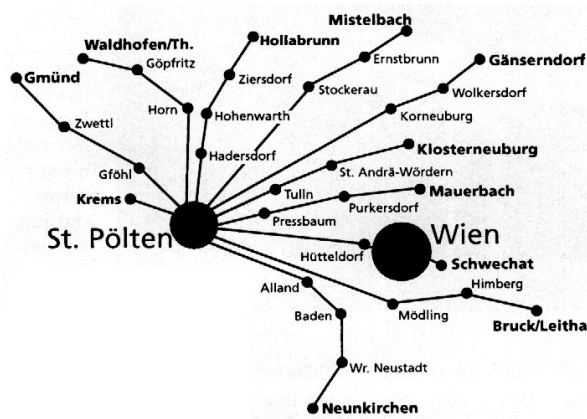 Mistelbach
Waldhofen/Th.
Hollabrunn
Ernstbrunn
Gänserndorf
Göpfritz
Gmünd
Ziersdorf
Stockerau
Wolkersdorf
Horn
Hohenwarth
Korneuburg
Zwettl
Klosterneuburg
Hadersdorf
St. Andrä-Wördern
Gföhl
Tulln
Mauerbach
Krems
Purkersdorf
Pressbaum
St. Pölten
Wien
Hütteldorf
Schwechat
Alland
Himberg
Baden
Mödling
Bruck/Leitha
Wr. Neustadt
Neunkirchen